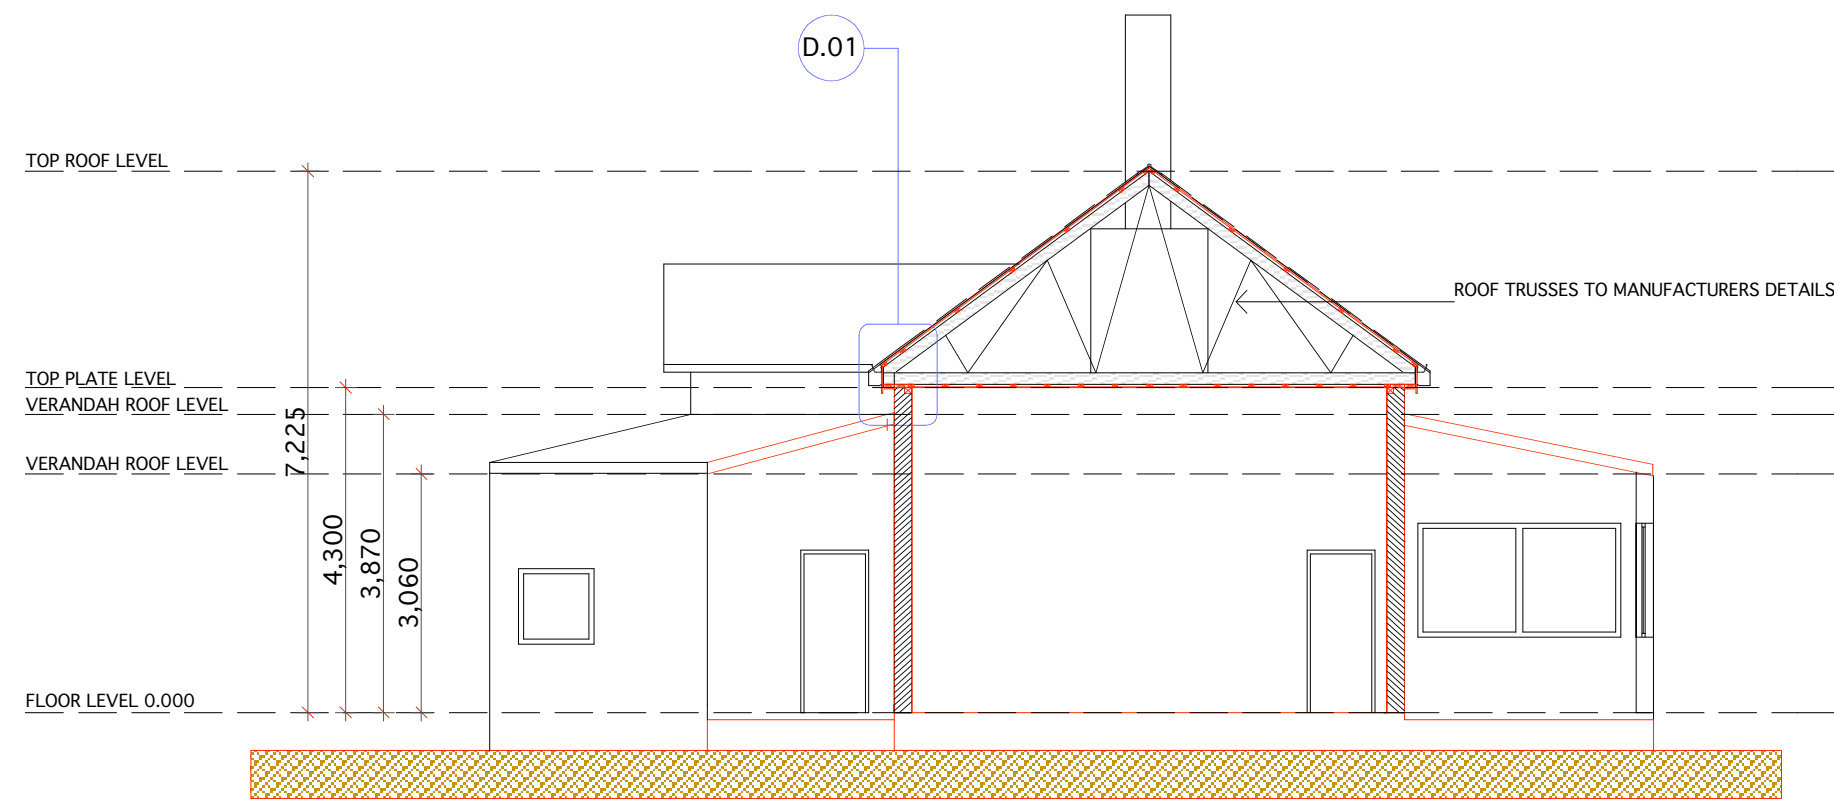 D.01
TOP ROOF LEVEL
ROOF TRUSSES TO MANUFACTURERS DETAILS
TOP PLATE LEVEL
VERANDAH ROOF LEVEL
7,225
VERANDAH ROOF LEVEL
4,300
3,870
3,060
FLOOR LEVEL 0.000